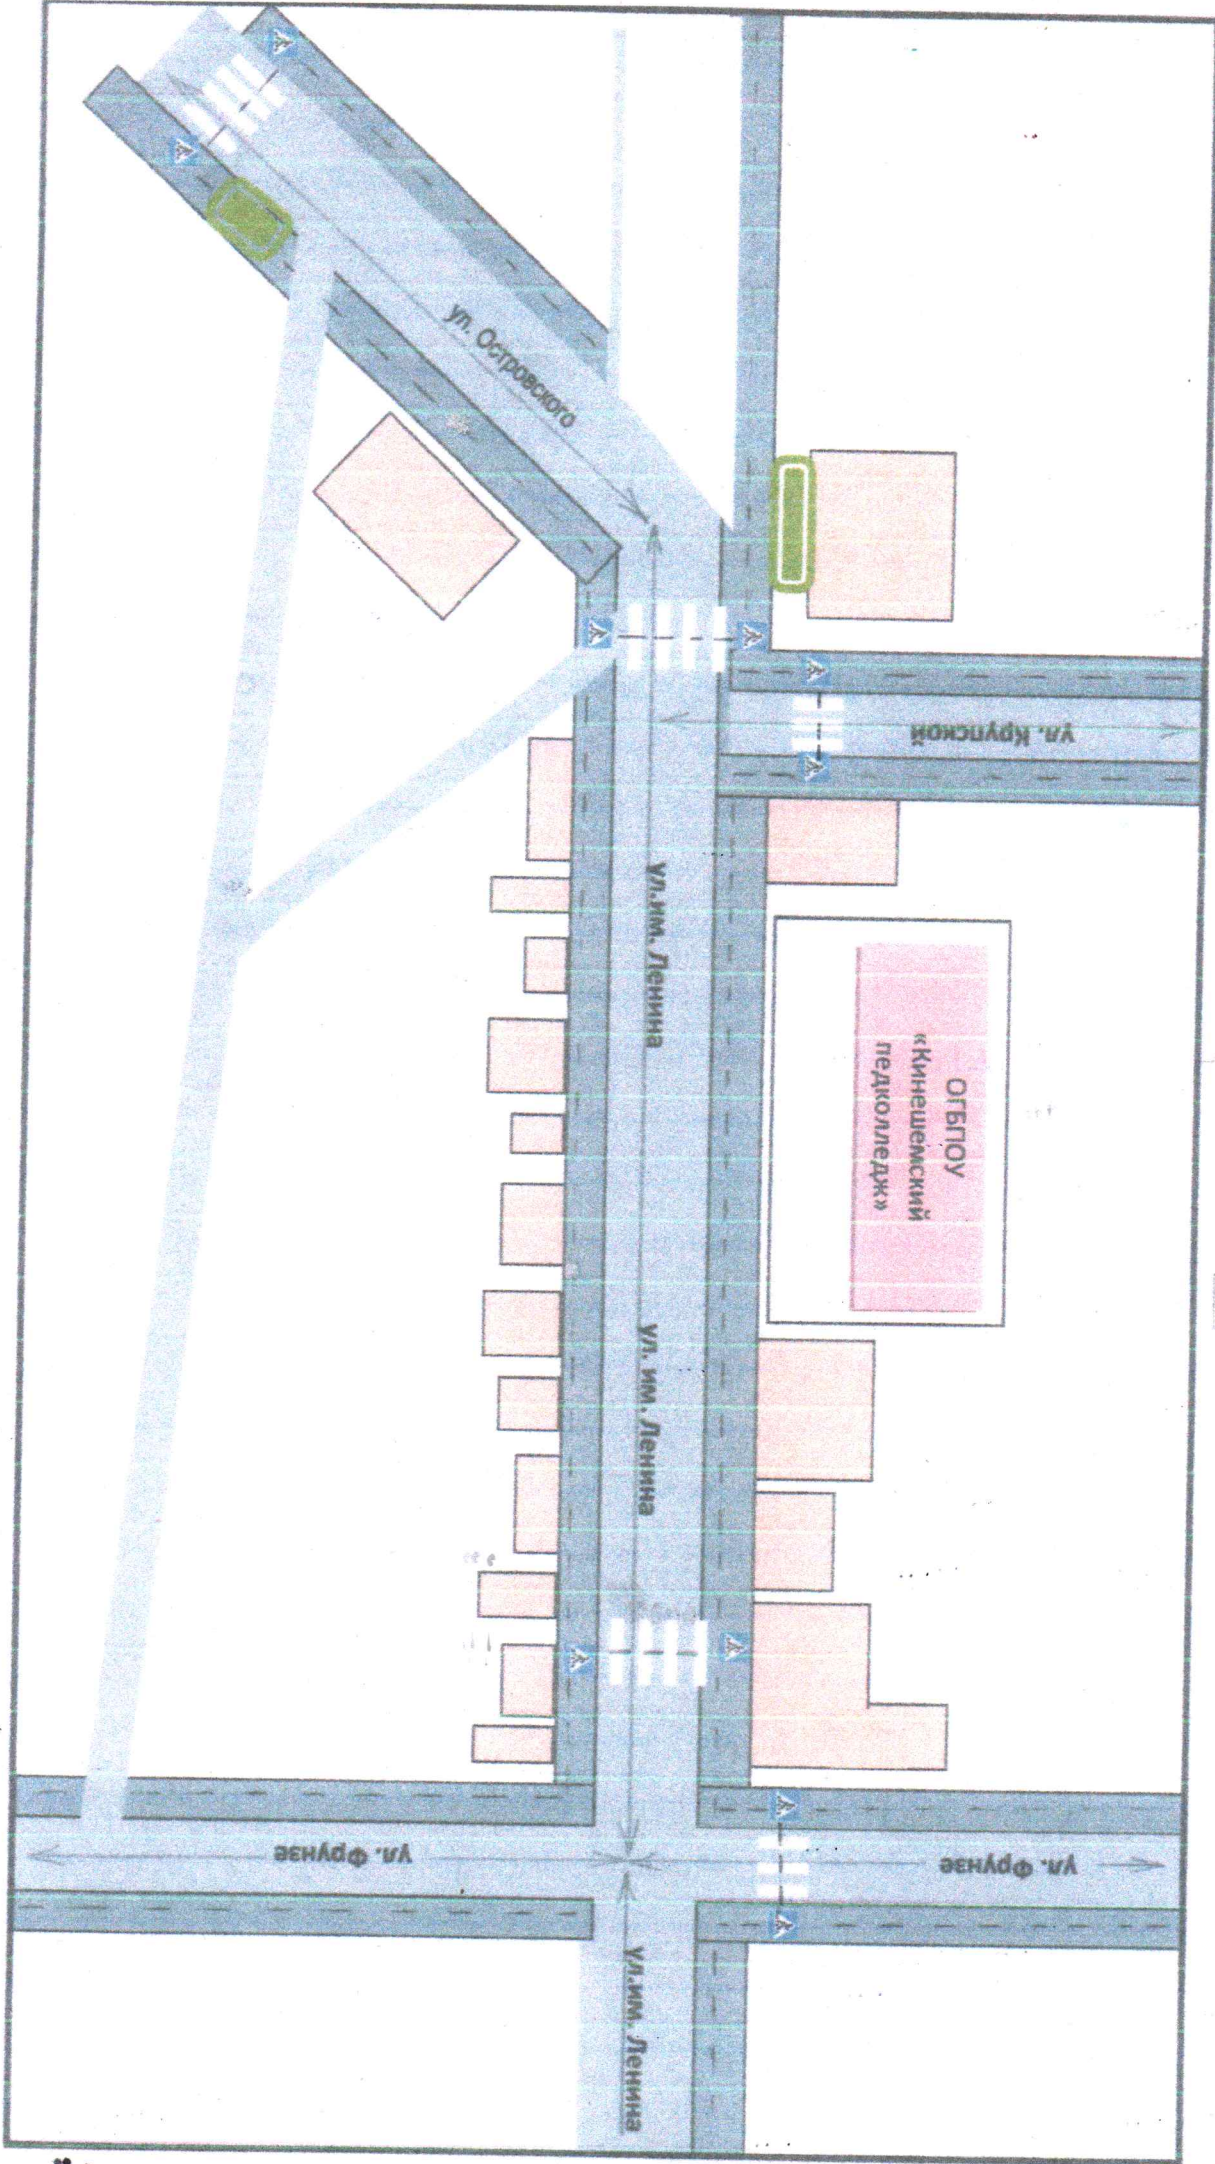 ул. Островского
ул. Крупской
ул.им. Ленина
ОГБПОУ
«Кинешемский
педколледж»
ул. им. Ленина
ул. Фрунзе
ул. Фрунзе
ул.им. Ленина